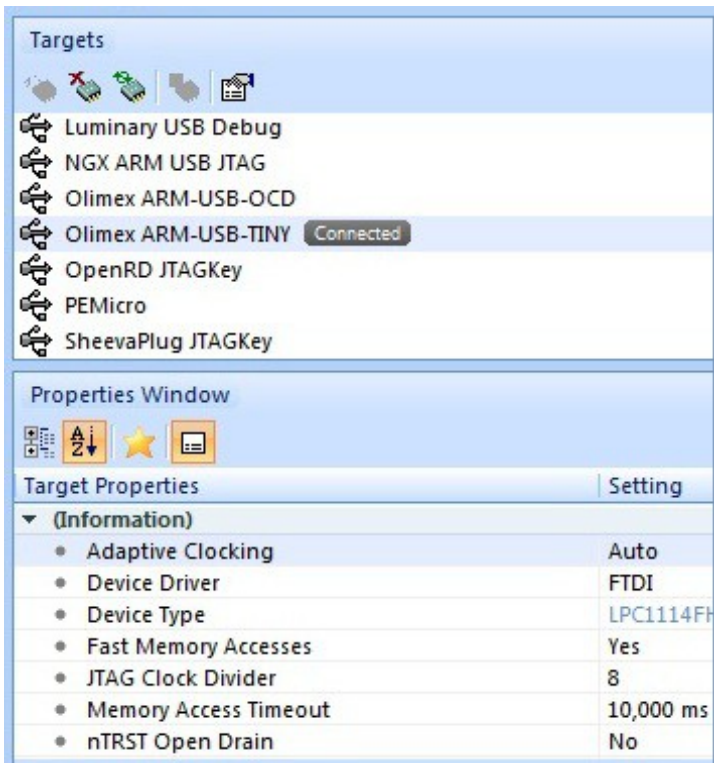 Targets
Luminary USB Debug
NGX ARM USB JTAG
Olimex ARM-USB-OCD
Olimex ARM-USB-TINY Connected
OpenRD JTAGKey
PEMicro
SheevaPlug JTAGKey
Properties Window
Target Properties Setting
(Information)
Adaptive Clocking Auto
Device Driver FTDI
Device Type LPC1114FH
Fast Memory Accesses Yes
JTAG Clock Divider 8
Memory Access Timeout 10,000 ms
nTRST Open Drain No